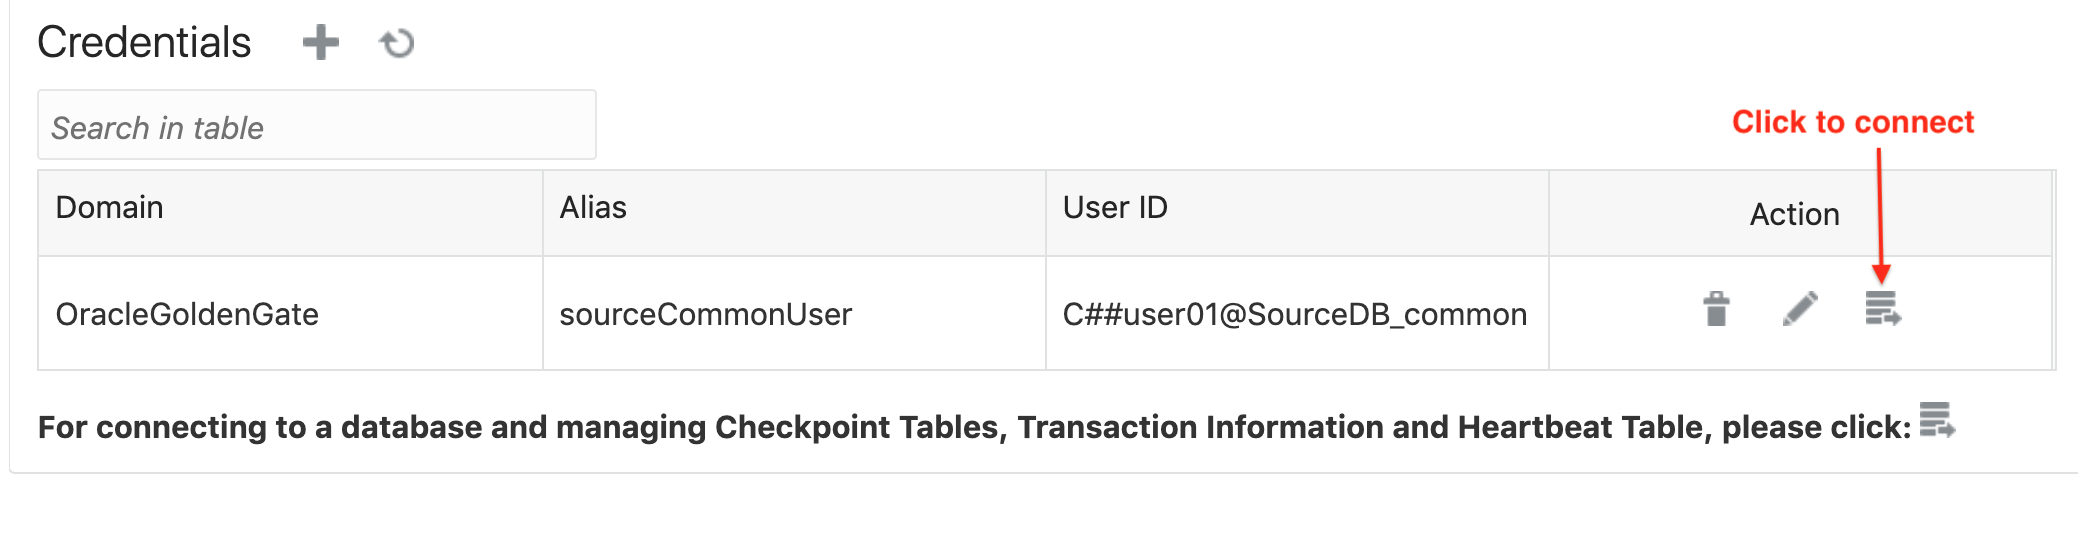 Credentials
Search in table
Click to connect
Domain Alias User ID Action
OracleGoldenGate sourceCommonUser C##user01@SourceDB_common
For connecting to a database and managing Checkpoint Tables, Transaction Information and Heartbeat Table, please click: